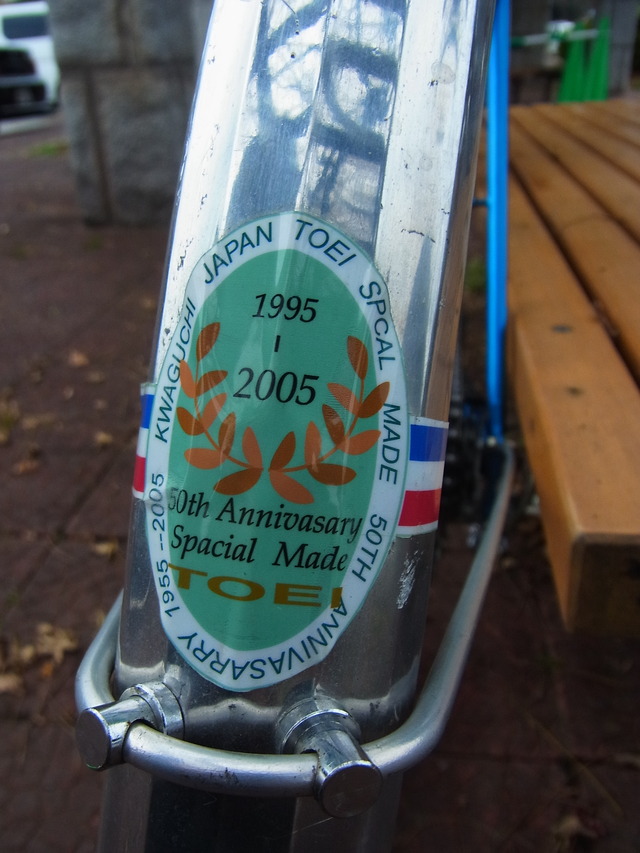 KWAGUCHI JAPAN TOEI SPCAL MADE 50TH ANNIVASARRY 1955 --2005
1995
-
2005
50th Annivasary
Spacial Made
TOEI